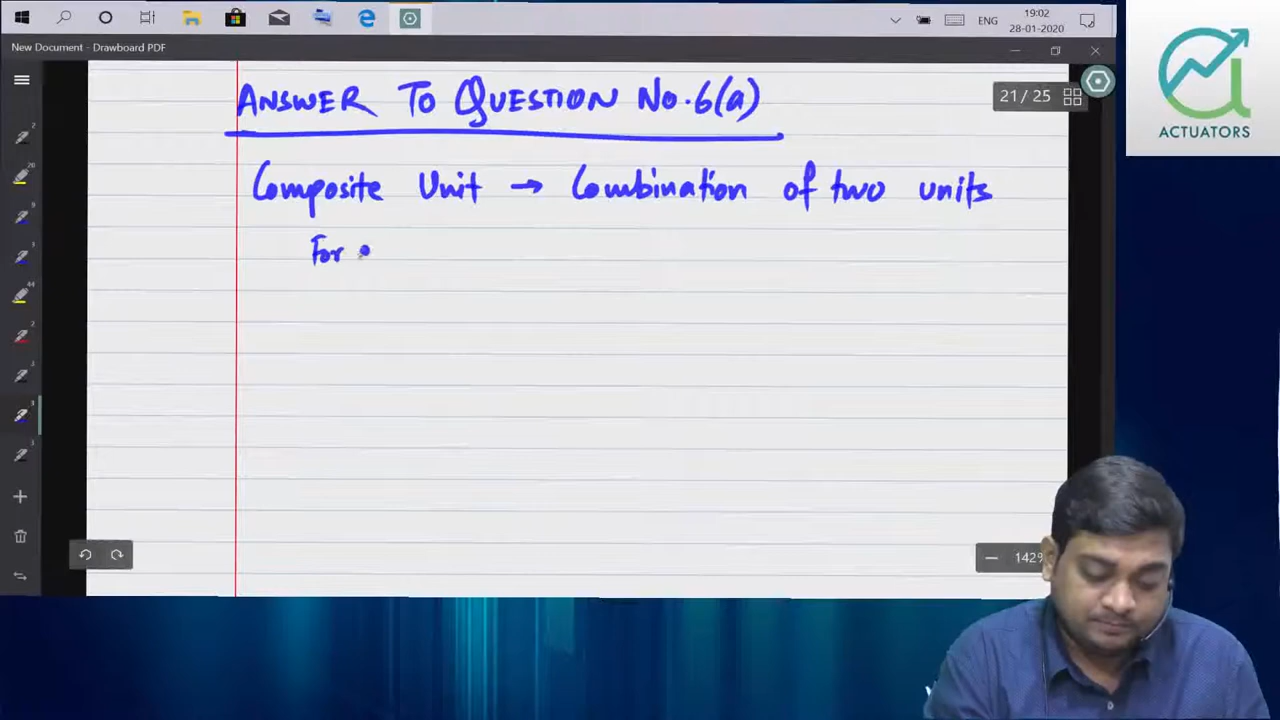 19:02
ENG
28-01-2020
New Document - Drawboard PDF
21 / 25
ACTUATORS
ANSWER TO QUESTION No.6(a)
Composite Unit → Combination of two units
For
142%